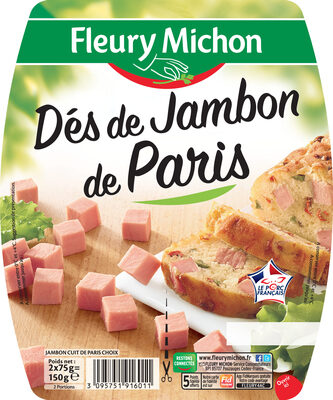 Fleury Michon
Dés de Jambon
de Paris
LE PORC
FRANÇAIS
JAMBON CUIT DE PARIS CHOIX
Poids net :
2x75g=
150g
2 Portions
3 095751 916011
RESTONS
CONNECTÉS
www.fleurymichon.fr
5
Ouvrir